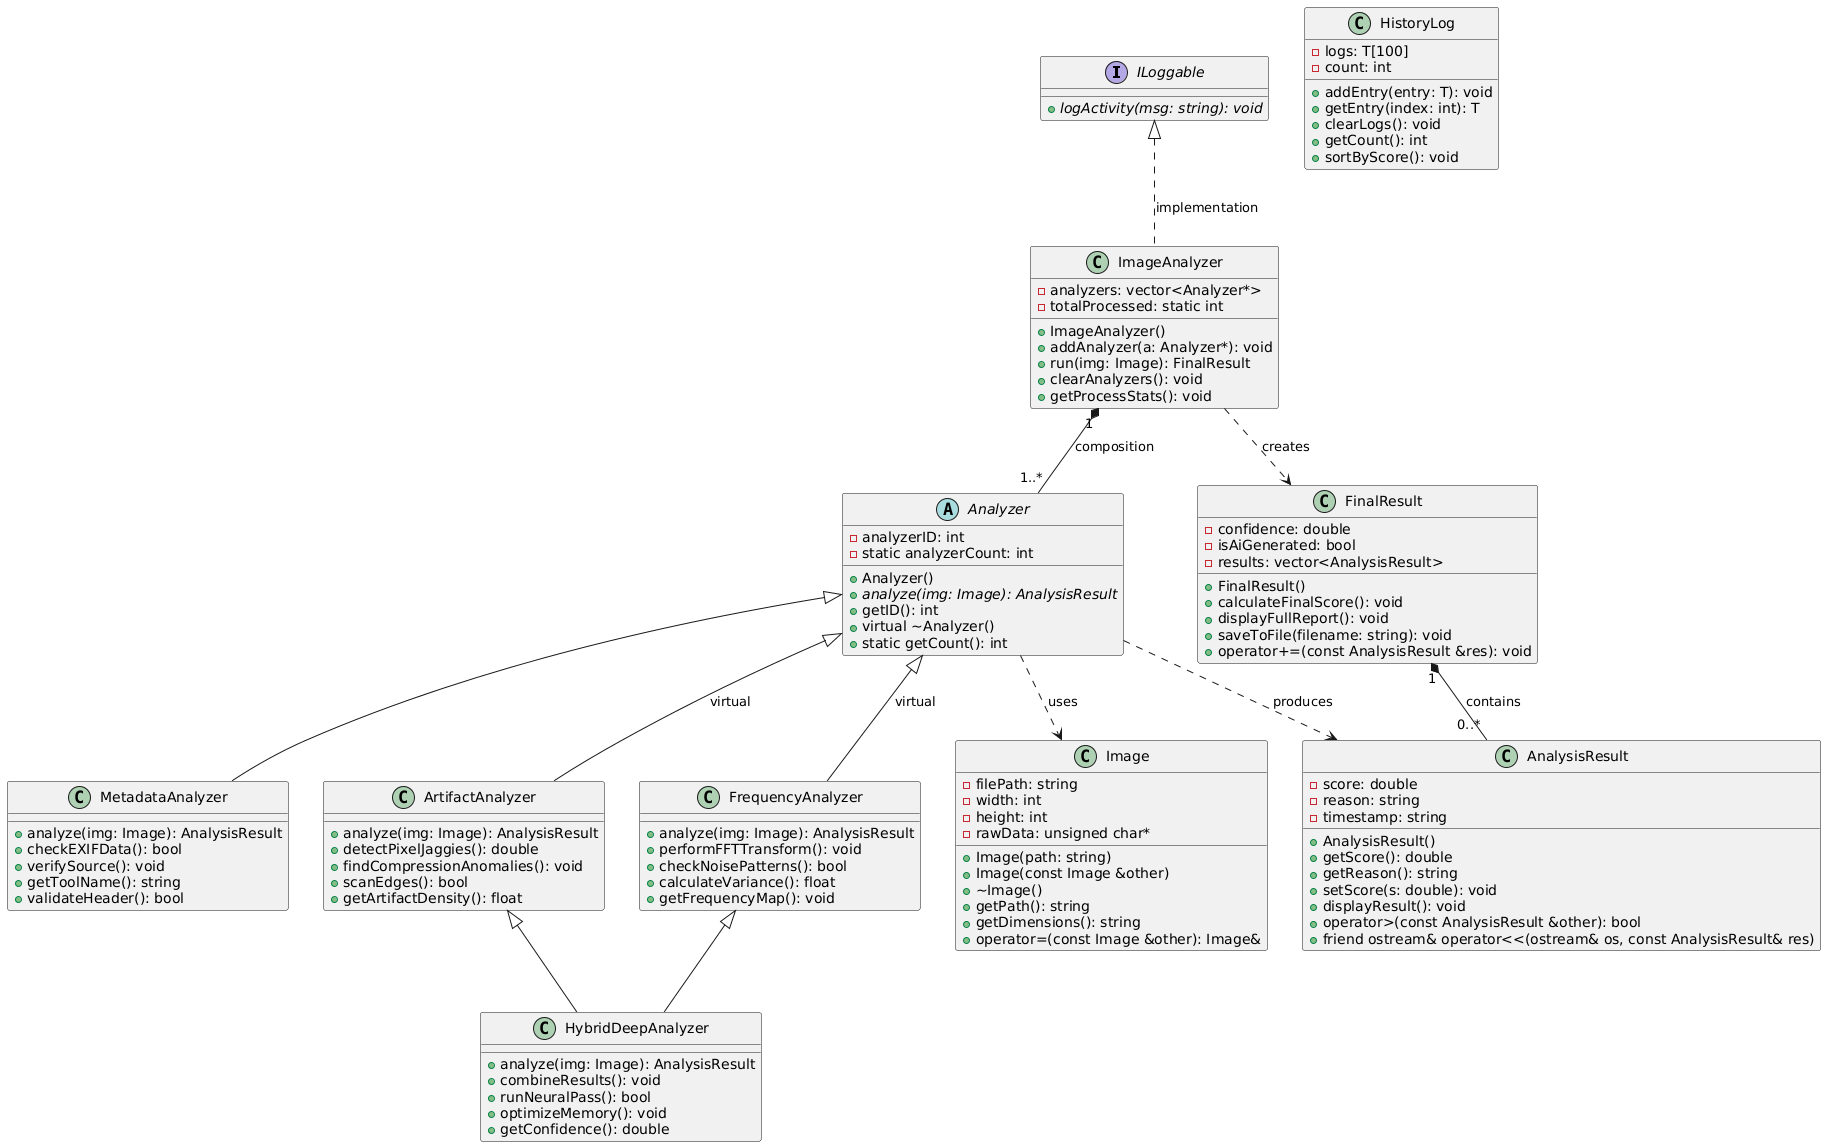 C HistoryLog
logs: T[100]
count: int
addEntry(entry: T): void
getEntry(index: int): T
clearLogs(): void
getCount(): int
sortByScore(): void
I ILoggable
logActivity(msg: string): void
implementation
C ImageAnalyzer
analyzers: vector<Analyzer*>
totalProcessed: static int
ImageAnalyzer()
addAnalyzer(a: Analyzer*): void
run(img: Image): FinalResult
clearAnalyzers(): void
getProcessStats(): void
1
composition
1..*
creates
A Analyzer
analyzerID: int
static analyzerCount: int
Analyzer()
analyze(img: Image): AnalysisResult
getID(): int
virtual ~Analyzer()
static getCount(): int
C FinalResult
confidence: double
isAiGenerated: bool
results: vector<AnalysisResult>
FinalResult()
calculateFinalScore(): void
displayFullReport(): void
saveToFile(filename: string): void
operator+=(const AnalysisResult &res): void
virtual
virtual
uses
produces
1
contains
0..*
C MetadataAnalyzer
analyze(img: Image): AnalysisResult
checkEXIFData(): bool
verifySource(): void
getToolName(): string
validateHeader(): bool
C ArtifactAnalyzer
analyze(img: Image): AnalysisResult
detectPixelJaggies(): double
findCompressionAnomalies(): void
scanEdges(): bool
getArtifactDensity(): float
C FrequencyAnalyzer
analyze(img: Image): AnalysisResult
performFFTTransform(): void
checkNoisePatterns(): bool
calculateVariance(): float
getFrequencyMap(): void
C Image
filePath: string
width: int
height: int
rawData: unsigned char*
Image(path: string)
Image(const Image &other)
~Image()
getPath(): string
getDimensions(): string
operator=(const Image &other): Image&
C AnalysisResult
score: double
reason: string
timestamp: string
AnalysisResult()
getScore(): double
getReason(): string
setScore(s: double): void
displayResult(): void
operator>(const AnalysisResult &other): bool
friend ostream& operator<<(ostream& os, const AnalysisResult& res)
C HybridDeepAnalyzer
analyze(img: Image): AnalysisResult
combineResults(): void
runNeuralPass(): bool
optimizeMemory(): void
getConfidence(): double